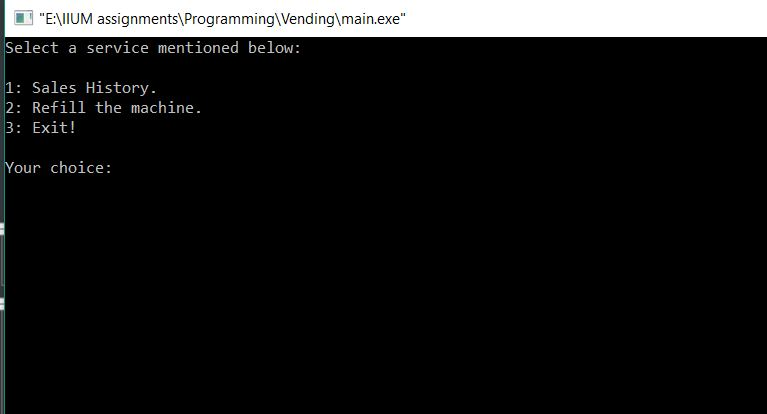 "E:\IIUM assignments\Programming\Vending\main.exe"
Select a service mentioned below:
1: Sales History.
2: Refill the machine.
3: Exit!
Your choice: